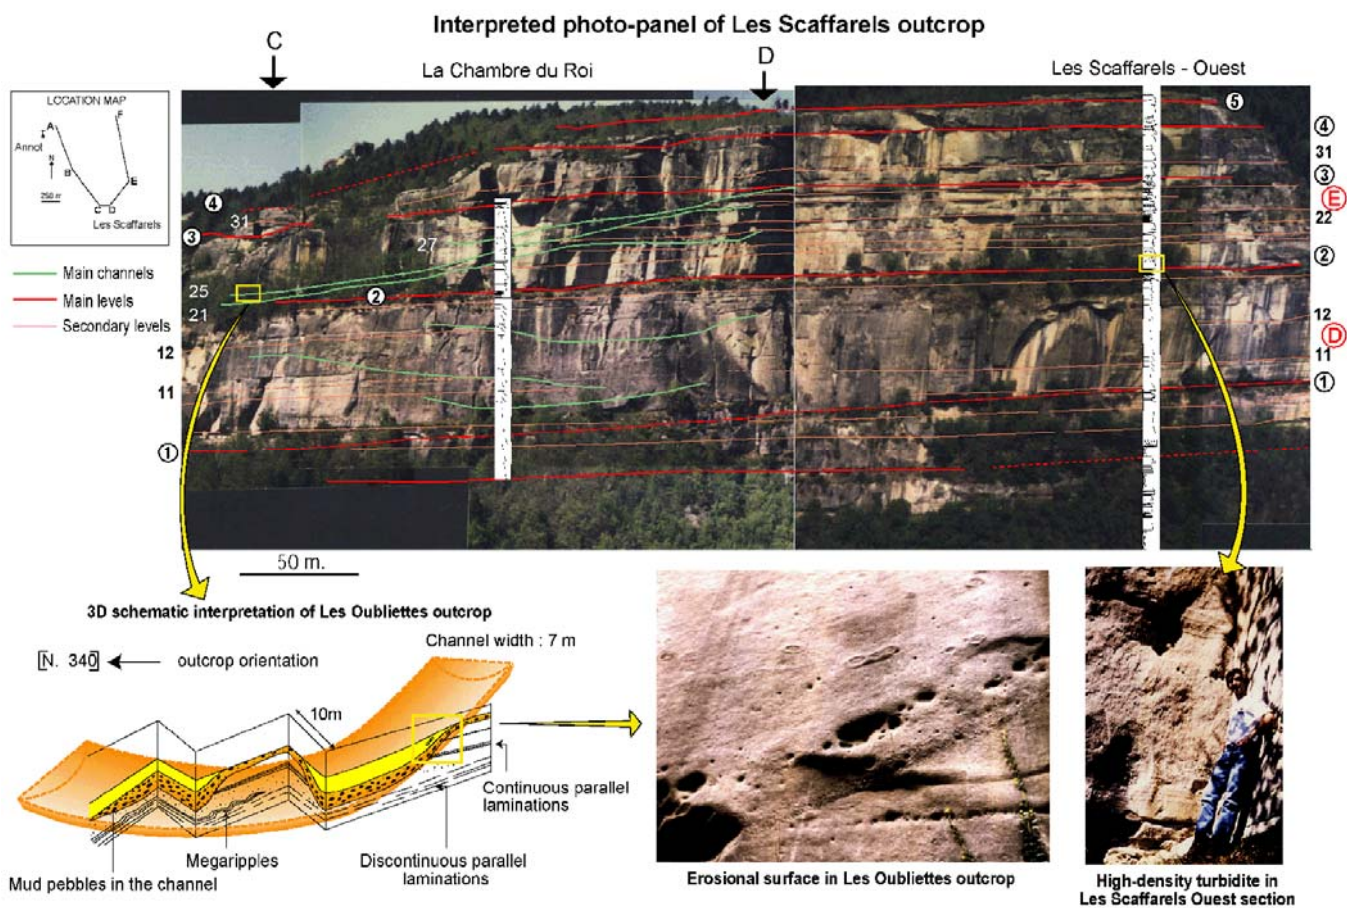 Interpreted photo-panel of Les Scaffarels outcrop
C
D
La Chambre du Roi
Les Scaffarels - Ouest
LOCATION MAP
F
A
Annot
N
B
250 m
E
C D
Les Scaffarels
Main channels
Main levels
Secondary levels
5
4
31
3
E
22
2
12
D
11
1
4
31
3
27
25
2
21
12
11
1
50 m.
3D schematic interpretation of Les Oubliettes outcrop
Channel width : 7 m
[N. 340]
outcrop orientation
10m
Continuous parallel
laminations
Megaripples
Discontinuous parallel
laminations
Mud pebbles in the channel
Erosional surface in Les Oubliettes outcrop
High-density turbidite in
Les Scaffarels Ouest section